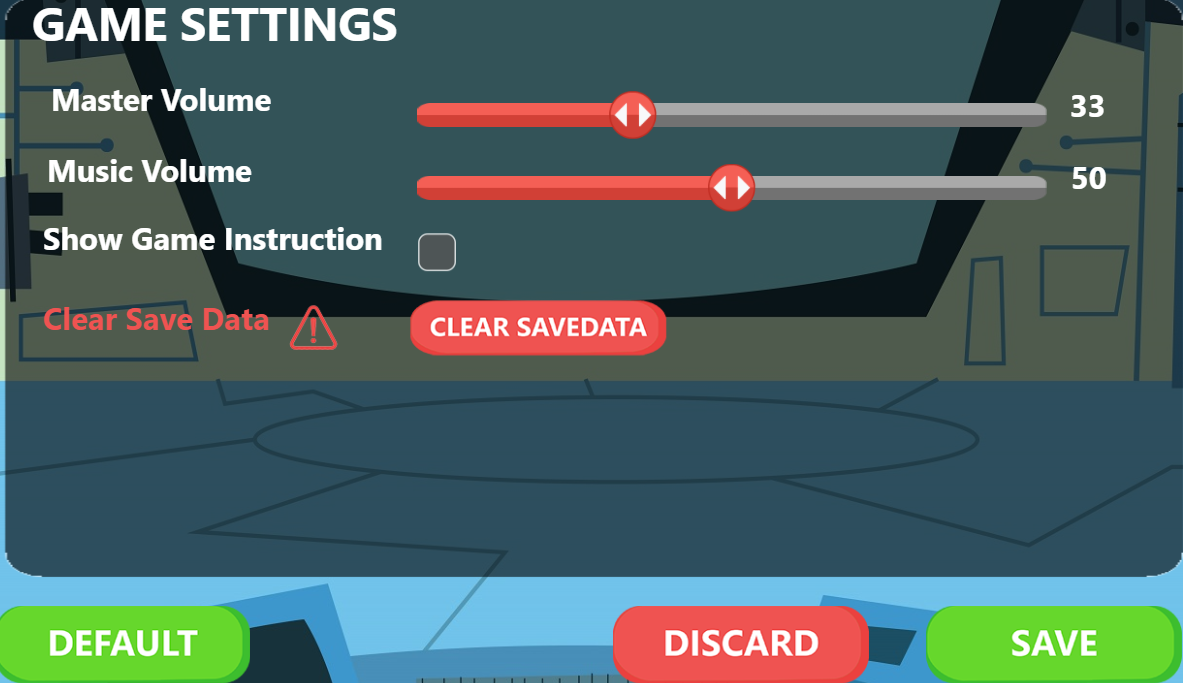 GAME SETTINGS
Master Volume
33
Music Volume
50
Show Game Instruction
Clear Save Data
CLEAR SAVEDATA
DEFAULT
DISCARD
SAVE